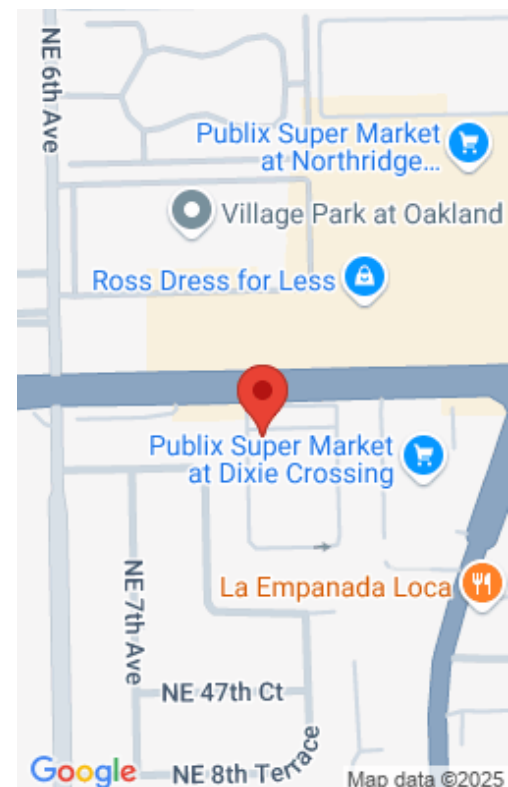 NE 6th Ave
Publix Super Market
at Northridge...
Village Park at Oakland
Ross Dress for Less
Publix Super Market
at Dixie Crossing
NE 7th Ave
La Empanada Loca
NE 47th Ct
NE 8th Terrace
Google
Map data ©2025